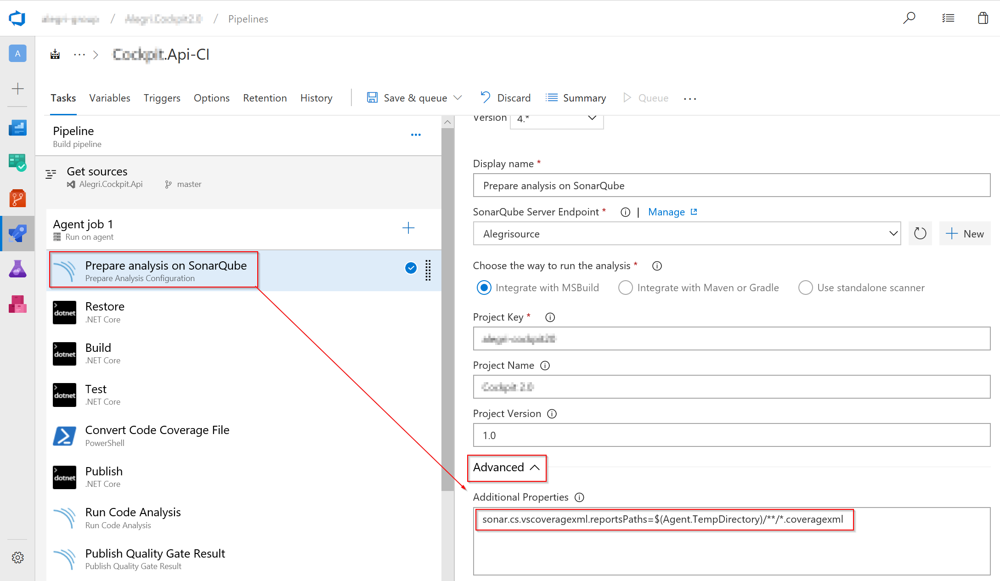 / / Pipelines
A
... > .Api-CI
Tasks Variables Triggers Options Retention History Save & queue Discard Summary Queue ...
Pipeline
Build pipeline
Get sources
Alegri.Cockpit.Api master
Agent job 1
Run on agent
Prepare analysis on SonarQube
Prepare Analysis Configuration
dotnet
Restore
.NET Core
dotnet
Build
.NET Core
dotnet
Test
.NET Core
Convert Code Coverage File
PowerShell
dotnet
Publish
.NET Core
Run Code Analysis
Run Code Analysis
Publish Quality Gate Result
Publish Quality Gate Result
Version 4.*
Display name *
Prepare analysis on SonarQube
SonarQube Server Endpoint * | Manage
Alegrisource
New
Choose the way to run the analysis *
Integrate with MSBuild Integrate with Maven or Gradle Use standalone scanner
Project Key *
Project Name
Project Version
1.0
Advanced
Additional Properties
sonar.cs.vscoveragexml.reportsPaths=$(Agent.TempDirectory)/**/*.coveragexml